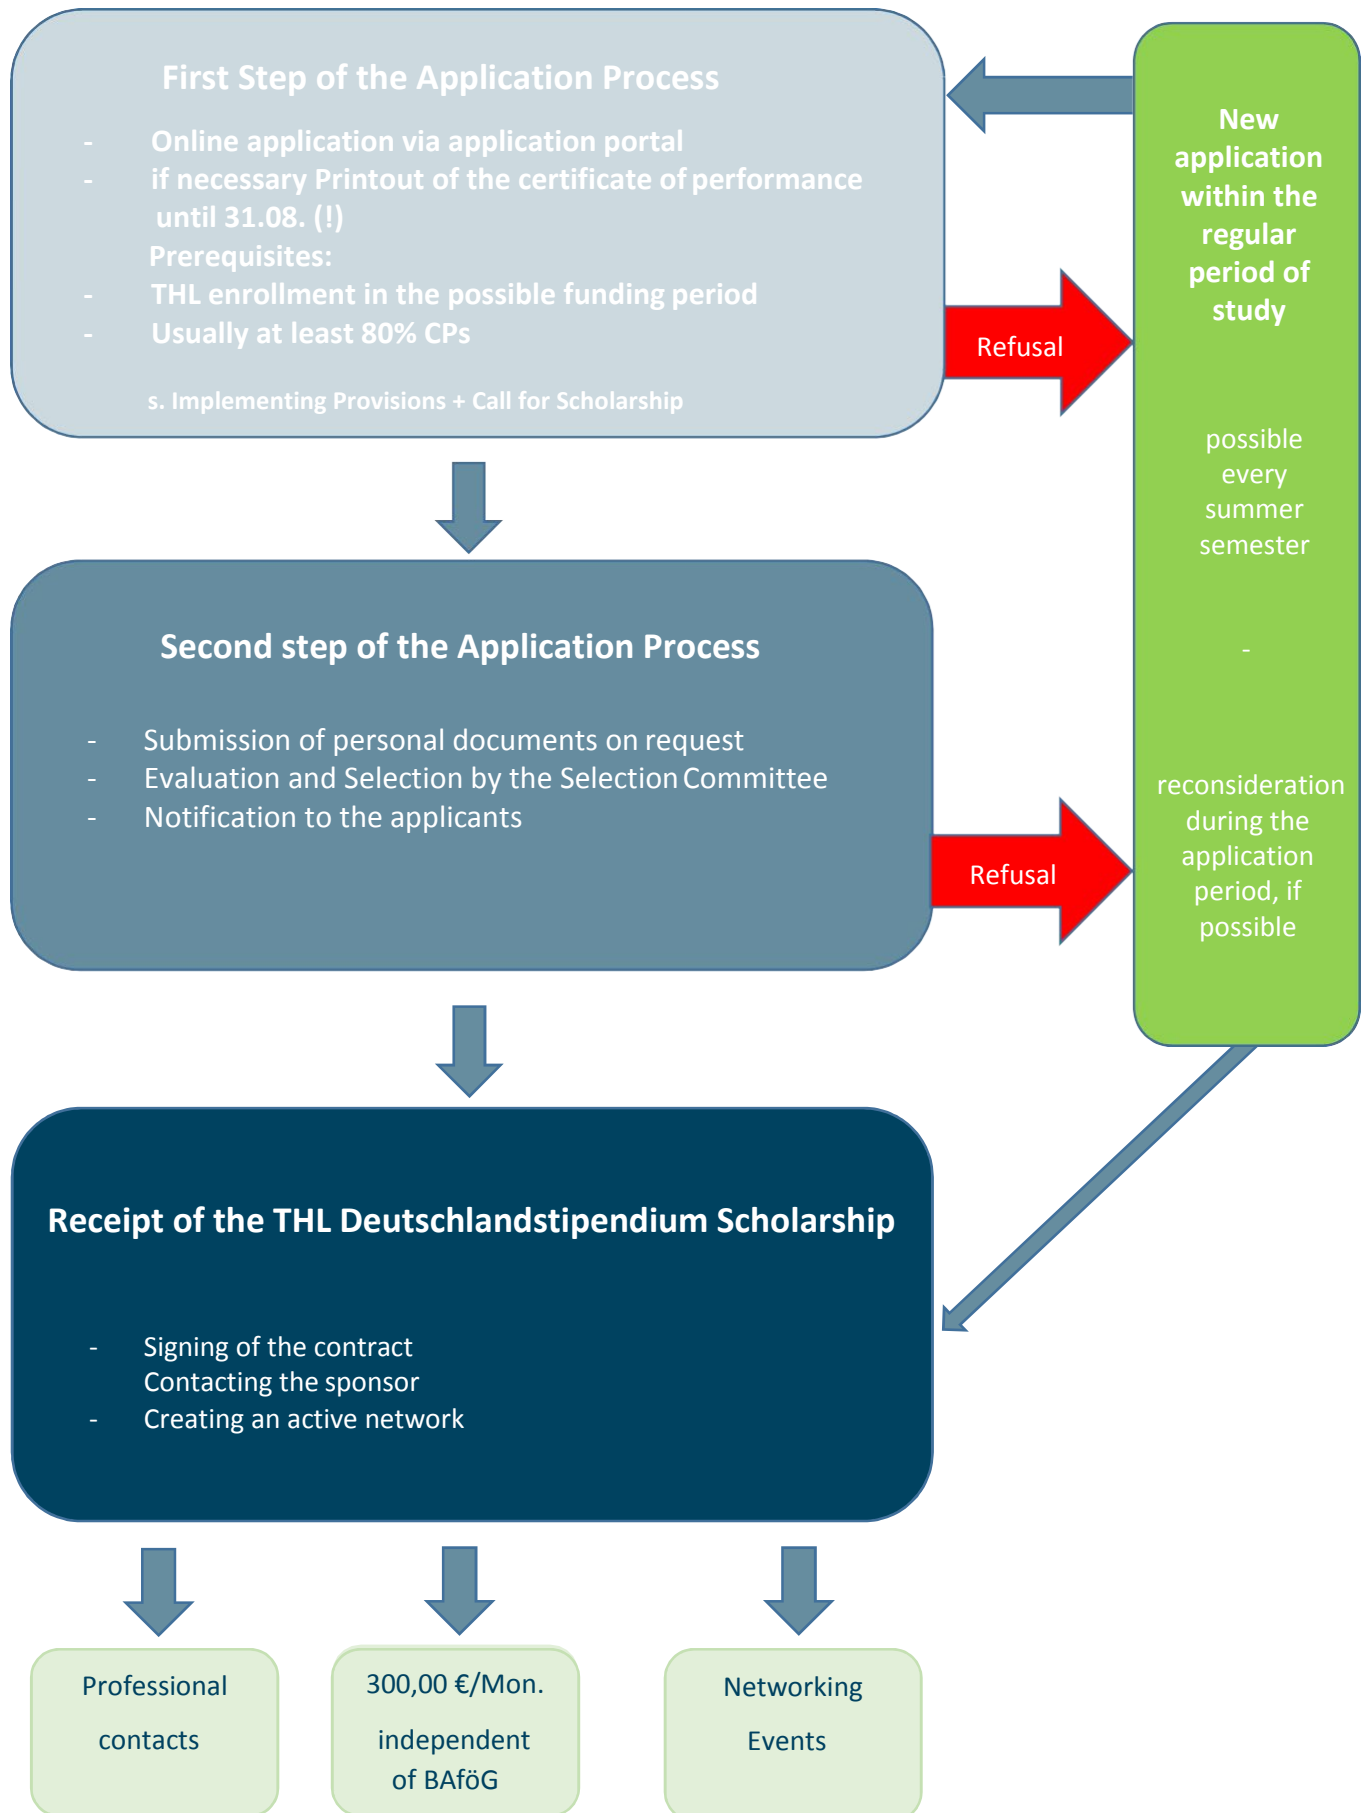 First Step of the Application Process
- Online application via application portal
- if necessary Printout of the certificate of performance
until 31.08. (!)
Prerequisites:
- THL enrollment in the possible funding period
- Usually at least 80% CPs
s. Implementing Provisions + Call for Scholarship
Refusal
New
application
within the
regular
period of
study
possible
every
summer
semester
-
reconsideration
during the
application
period, if
possible
Second step of the Application Process
- Submission of personal documents on request
- Evaluation and Selection by the Selection Committee
- Notification to the applicants
Refusal
Receipt of the THL Deutschlandstipendium Scholarship
- Signing of the contract
Contacting the sponsor
- Creating an active network
Professional
contacts
300,00 €/Mon.
independent
of BAföG
Networking
Events